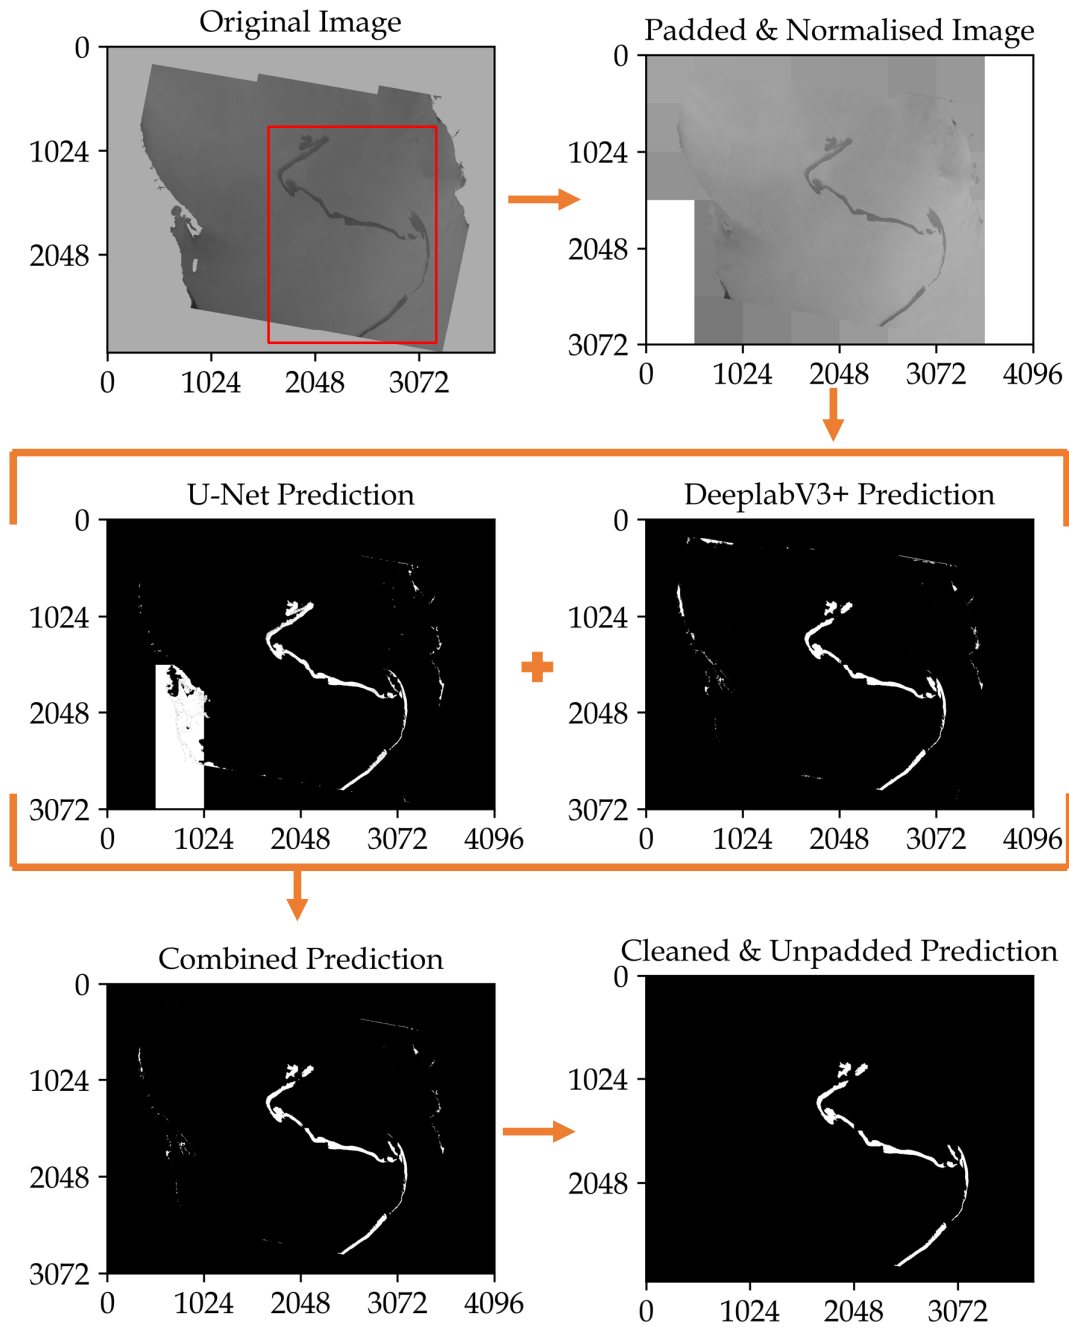 Original Image
0
1024
2048
0 1024 2048 3072
Padded & Normalised Image
0
1024
2048
3072
0 1024 2048 3072 4096
U-Net Prediction
0
1024
2048
3072
0 1024 2048 3072 4096
DeeplabV3+ Prediction
0
1024
2048
3072
0 1024 2048 3072 4096
Combined Prediction
0
1024
2048
3072
0 1024 2048 3072 4096
Cleaned & Unpadded Prediction
0
1024
2048
0 1024 2048 3072